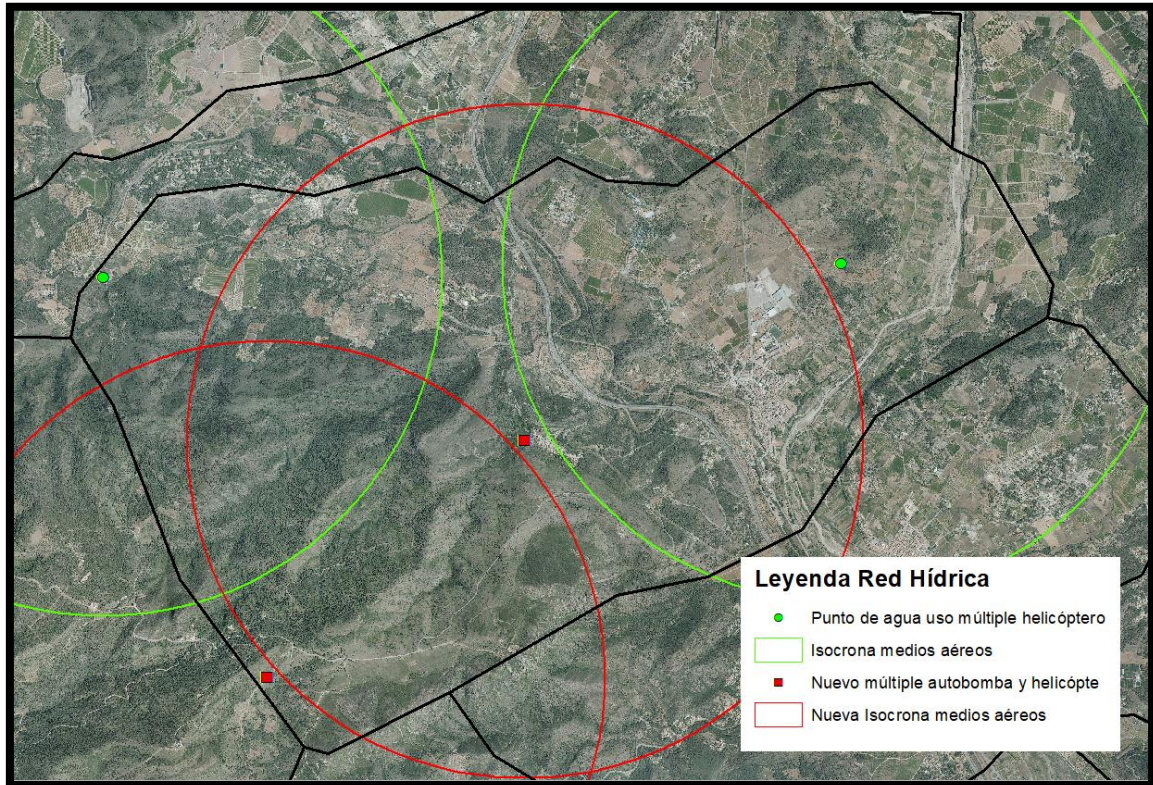 Leyenda Red Hídrica
Punto de agua uso múltiple helicóptero
Isocrona medios aéreos
Nuevo múltiple autobomba y helicópte
Nueva Isocrona medios aéreos